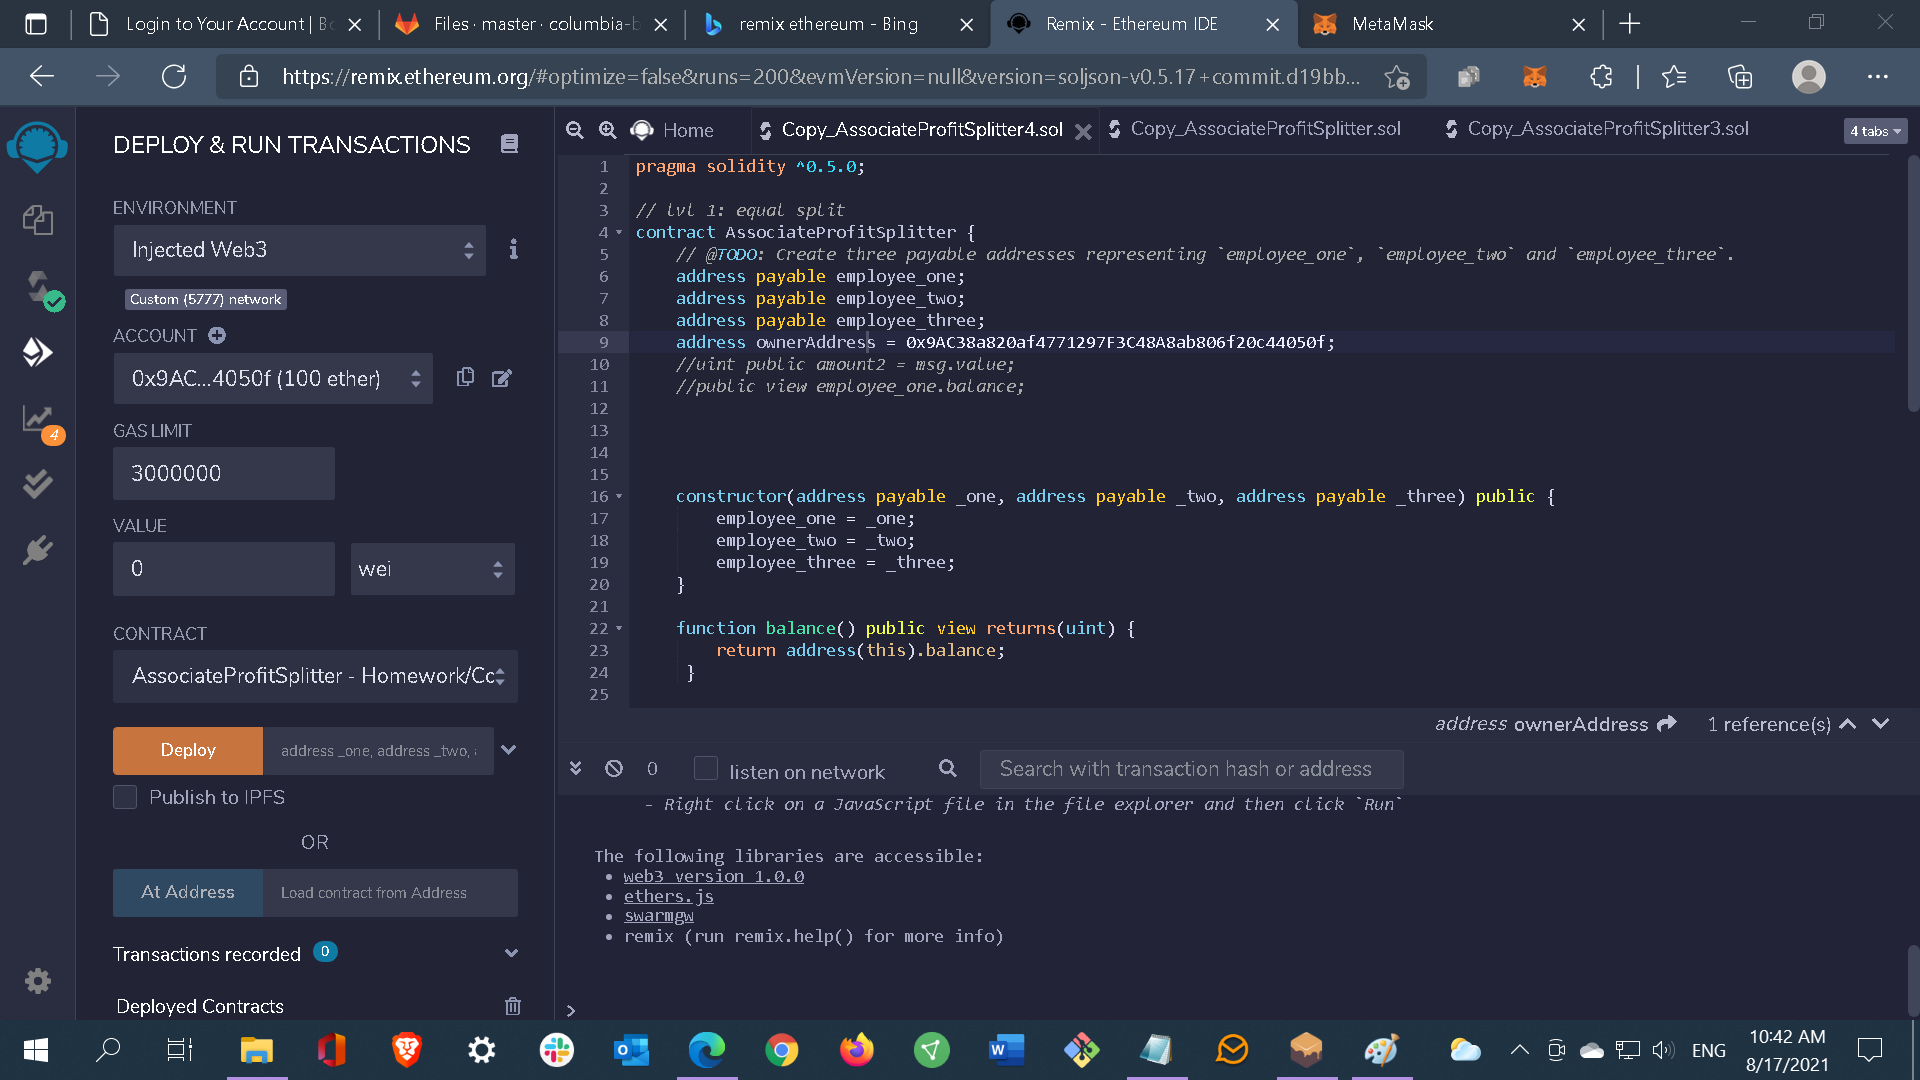 Login to Your Account | Bo
Files · master · columbia-b
remix ethereum - Bing
Remix - Ethereum IDE
MetaMask
https://remix.ethereum.org/#optimize=false&runs=200&evmVersion=null&version=soljson-v0.5.17+commit.d19bb...
DEPLOY & RUN TRANSACTIONS
ENVIRONMENT
Injected Web3
Custom (5777) network
ACCOUNT
0x9AC...4050f (100 ether)
GAS LIMIT
3000000
VALUE
0
wei
CONTRACT
AssociateProfitSplitter - Homework/Co
Deploy
address _one, address _two, a
Publish to IPFS
OR
At Address
Load contract from Address
Transactions recorded 0
Deployed Contracts
4
Home
Copy_AssociateProfitSplitter4.sol
Copy_AssociateProfitSplitter.sol
Copy_AssociateProfitSplitter3.sol
4 tabs
1 pragma solidity ^0.5.0;
2
3 // lvl 1: equal split
4 contract AssociateProfitSplitter {
5 // @TODO: Create three payable addresses representing `employee_one`, `employee_two` and `employee_three`.
6 address payable employee_one;
7 address payable employee_two;
8 address payable employee_three;
9 address ownerAddress = 0x9AC38a820af4771297F3C48A8ab806f20c44050f;
10 //uint public amount2 = msg.value;
11 //public view employee_one.balance;
12
13
14
15
16 constructor(address payable _one, address payable _two, address payable _three) public {
17 employee_one = _one;
18 employee_two = _two;
19 employee_three = _three;
20 }
21
22 function balance() public view returns(uint) {
23 return address(this).balance;
24 }
25
address ownerAddress 1 reference(s)
0
listen on network
Search with transaction hash or address
- Right click on a JavaScript file in the file explorer and then click `Run`
The following libraries are accessible:
• web3 version 1.0.0
• ethers.js
• swarmgw
• remix (run remix.help() for more info)
>
ENG
10:42 AM
8/17/2021